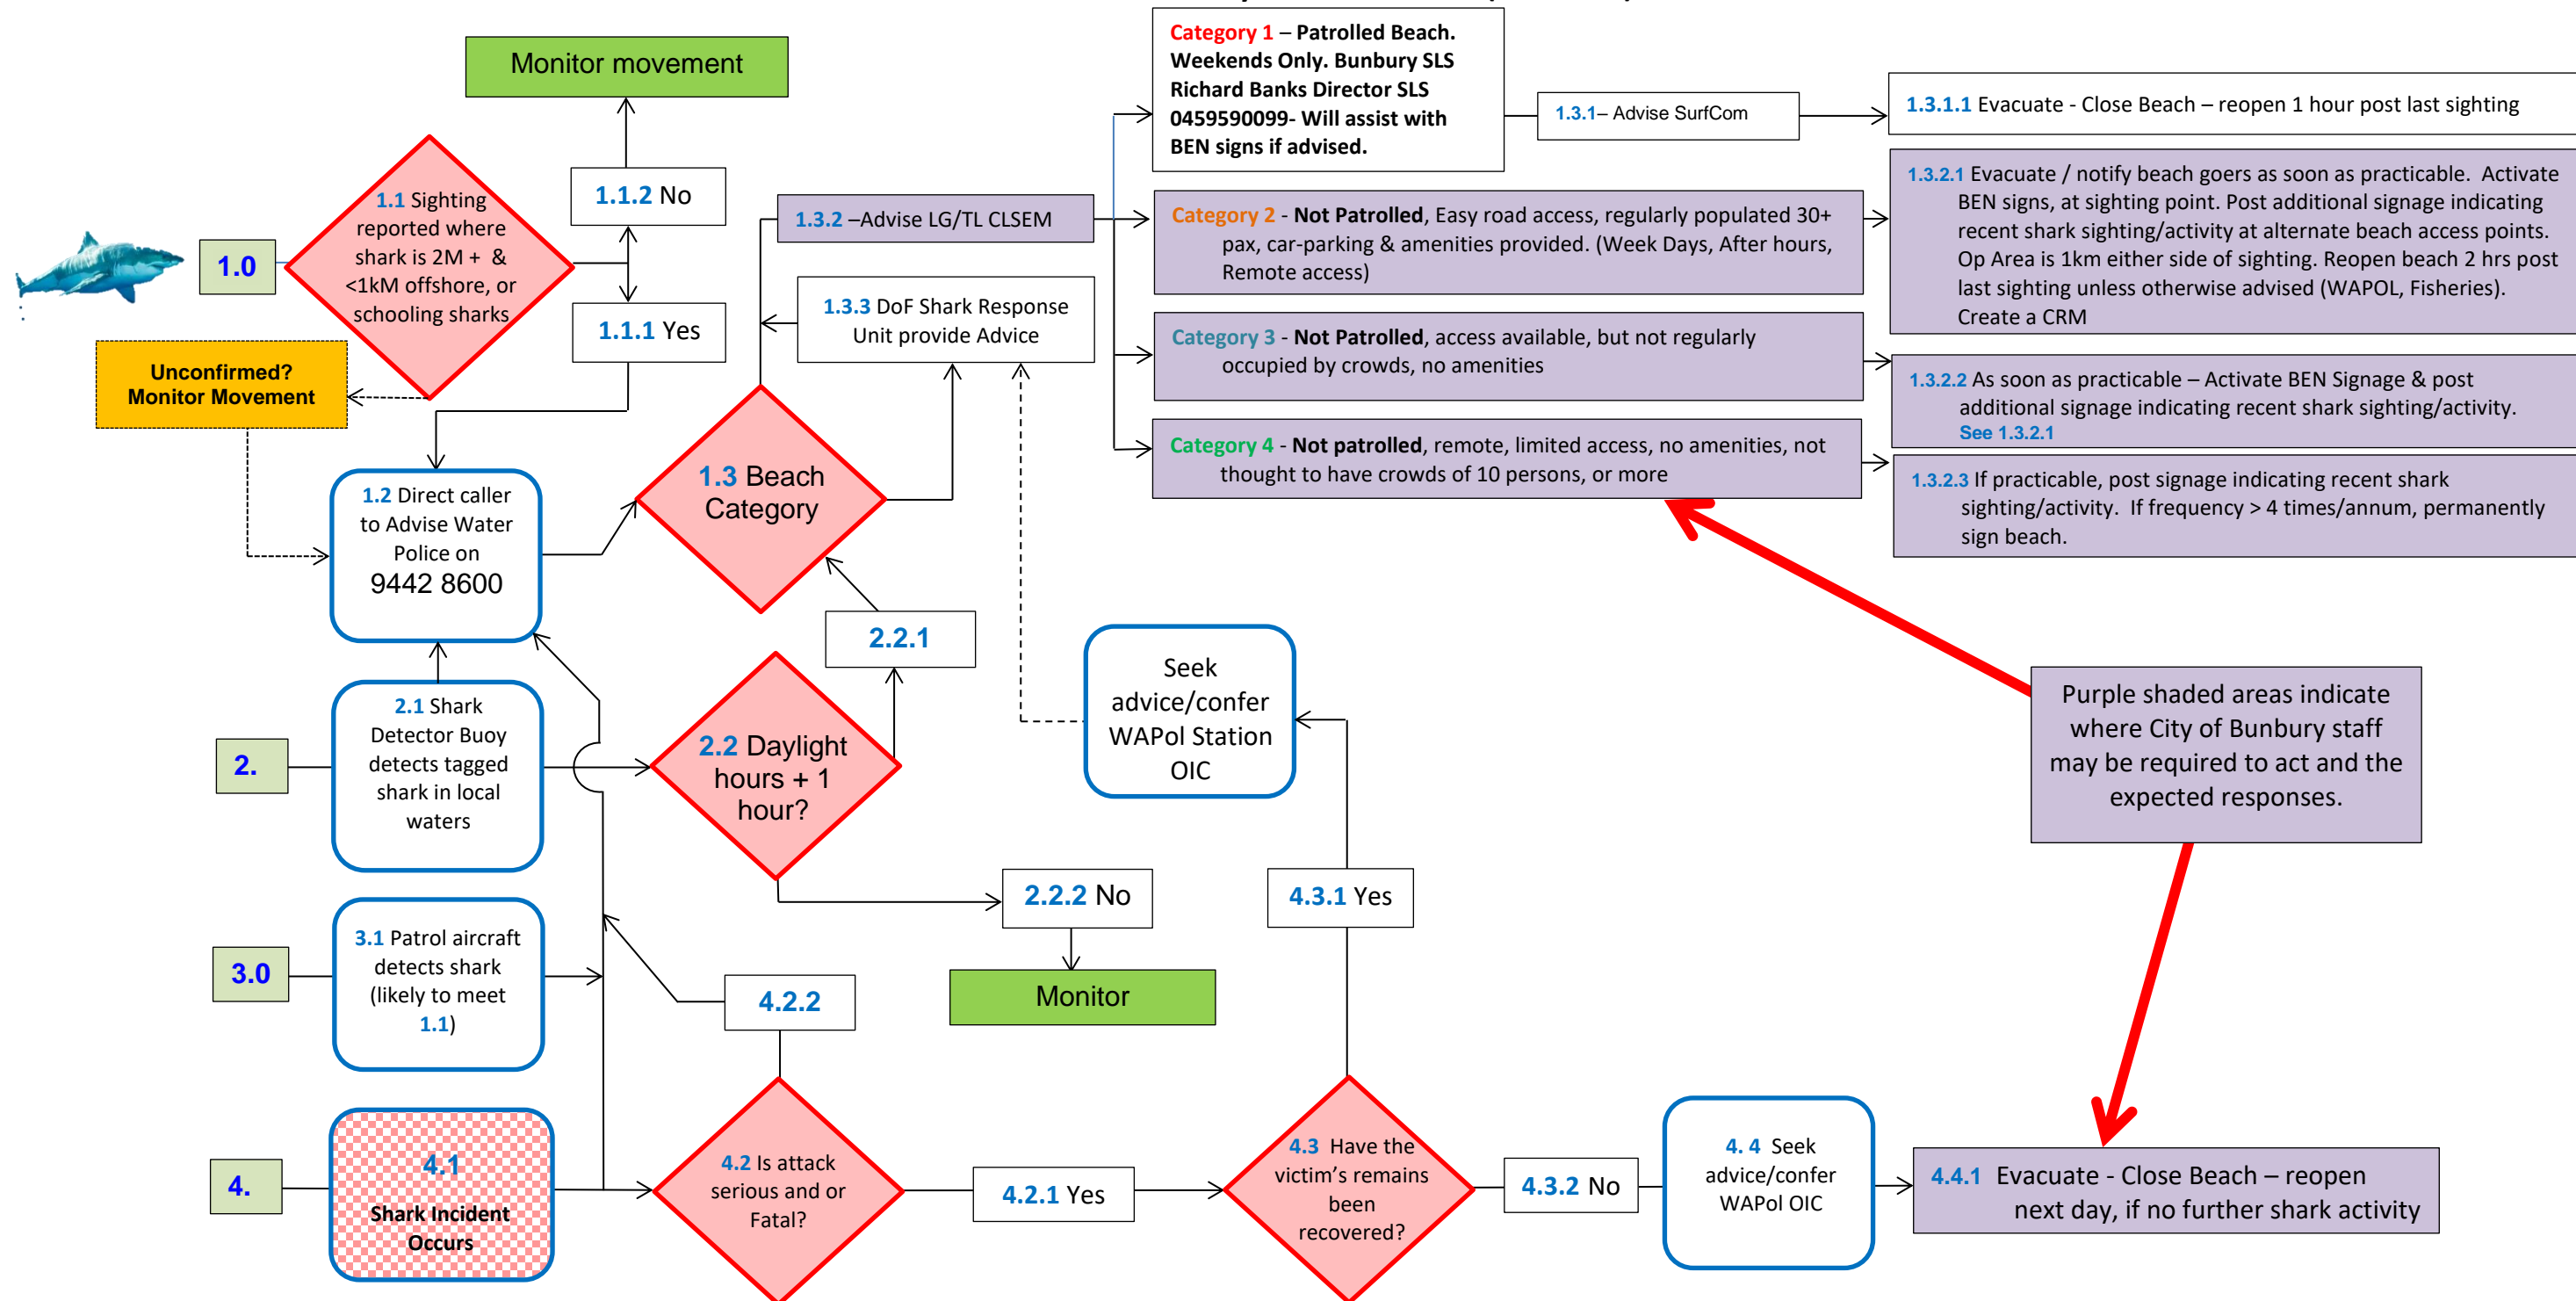 Monitor movement
1.0
1.1 Sighting
reported where
shark is 2M + &
<1kM offshore, or
schooling sharks
1.1.2 No
1.1.1 Yes
Unconfirmed?
Monitor Movement
1.2 Direct caller
to Advise Water
Police on
9442 8600
1.3 Beach
Category
1.3.2 –Advise LG/TL CLSEM
1.3.3 DoF Shark Response
Unit provide Advice
Category 1 – Patrolled Beach.
Weekends Only. Bunbury SLS
Richard Banks Director SLS
0459590099- Will assist with
BEN signs if advised.
1.3.1– Advise SurfCom
1.3.1.1 Evacuate - Close Beach – reopen 1 hour post last sighting
Category 2 - Not Patrolled, Easy road access, regularly populated 30+
pax, car-parking & amenities provided. (Week Days, After hours,
Remote access)
1.3.2.1 Evacuate / notify beach goers as soon as practicable. Activate
BEN signs, at sighting point. Post additional signage indicating
recent shark sighting/activity at alternate beach access points.
Op Area is 1km either side of sighting. Reopen beach 2 hrs post
last sighting unless otherwise advised (WAPOL, Fisheries).
Create a CRM
Category 3 - Not Patrolled, access available, but not regularly
occupied by crowds, no amenities
1.3.2.2 As soon as practicable – Activate BEN Signage & post
additional signage indicating recent shark sighting/activity.
See 1.3.2.1
Category 4 - Not patrolled, remote, limited access, no amenities, not
thought to have crowds of 10 persons, or more
1.3.2.3 If practicable, post signage indicating recent shark
sighting/activity. If frequency > 4 times/annum, permanently
sign beach.
2.
2.1 Shark
Detector Buoy
detects tagged
shark in local
waters
2.2 Daylight
hours + 1
hour?
2.2.1
2.2.2 No
Monitor
Seek
advice/confer
WAPol Station
OIC
Purple shaded areas indicate
where City of Bunbury staff
may be required to act and the
expected responses.
3.0
3.1 Patrol aircraft
detects shark
(likely to meet
1.1)
4.
4.1
Shark Incident
Occurs
4.2 Is attack
serious and or
Fatal?
4.2.2
4.2.1 Yes
4.3 Have the
victim's remains
been
recovered?
4.3.1 Yes
4.3.2 No
4. 4 Seek
advice/confer
WAPol OIC
4.4.1 Evacuate - Close Beach – reopen
next day, if no further shark activity